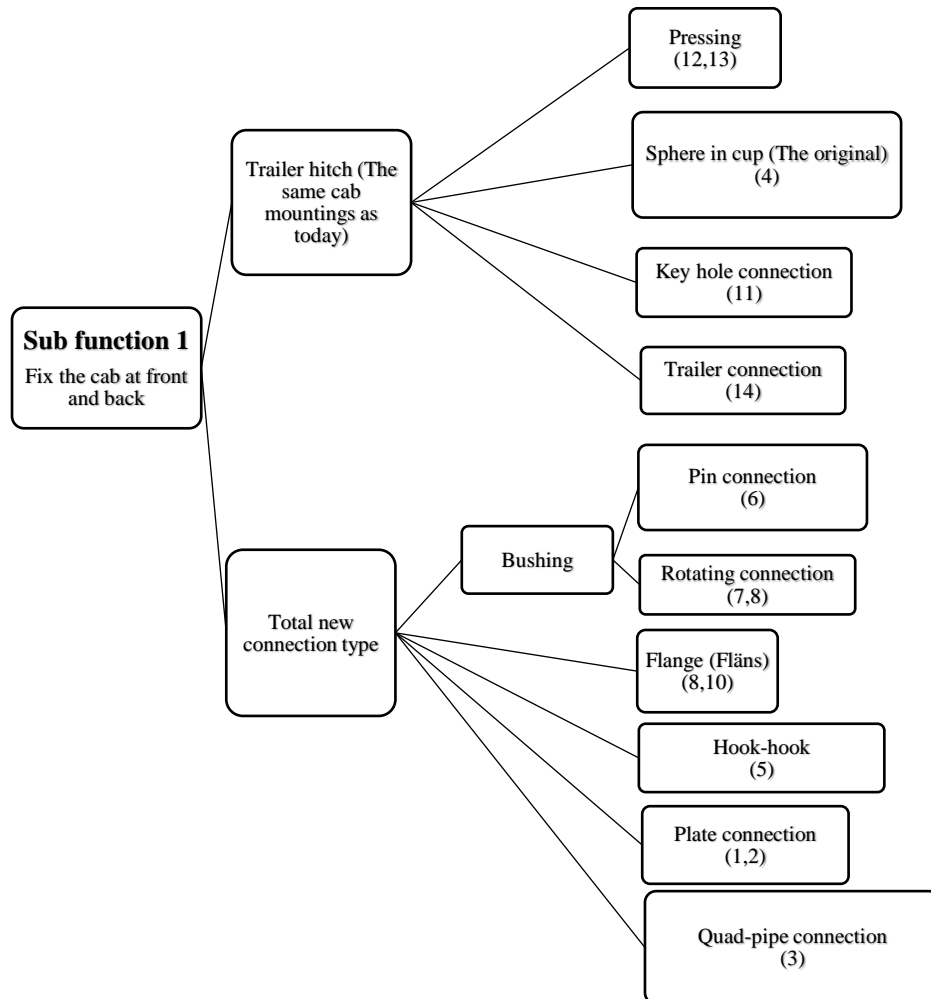 Sub function 1
Fix the cab at front
and back
Trailer hitch (The
same cab
mountings as
today)
Pressing
(12,13)
Sphere in cup (The original)
(4)
Key hole connection
(11)
Trailer connection
(14)
Total new
connection type
Bushing
Pin connection
(6)
Rotating connection
(7,8)
Flange (Fläns)
(8,10)
Hook-hook
(5)
Plate connection
(1,2)
Quad-pipe connection
(3)